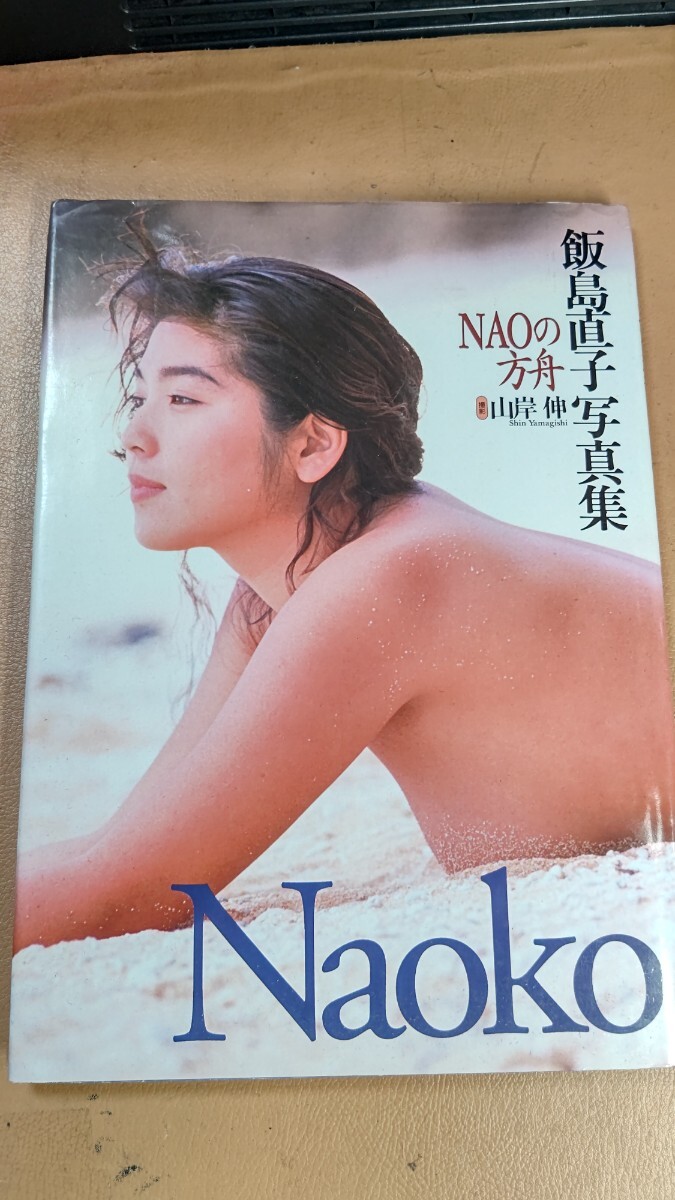 飯島直子写真集
NAOの
方舟
撮影 山岸 伸
Shin Yamagishi
Naoko